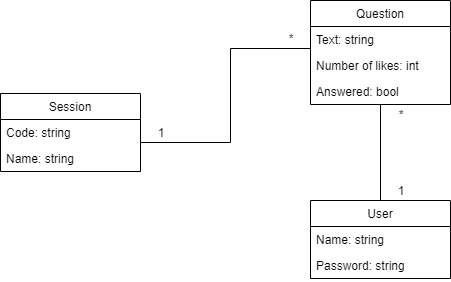 Question
Text: string
Number of likes: int
Answered: bool
*
*
Session
Code: string
Name: string
1
1
User
Name: string
Password: string